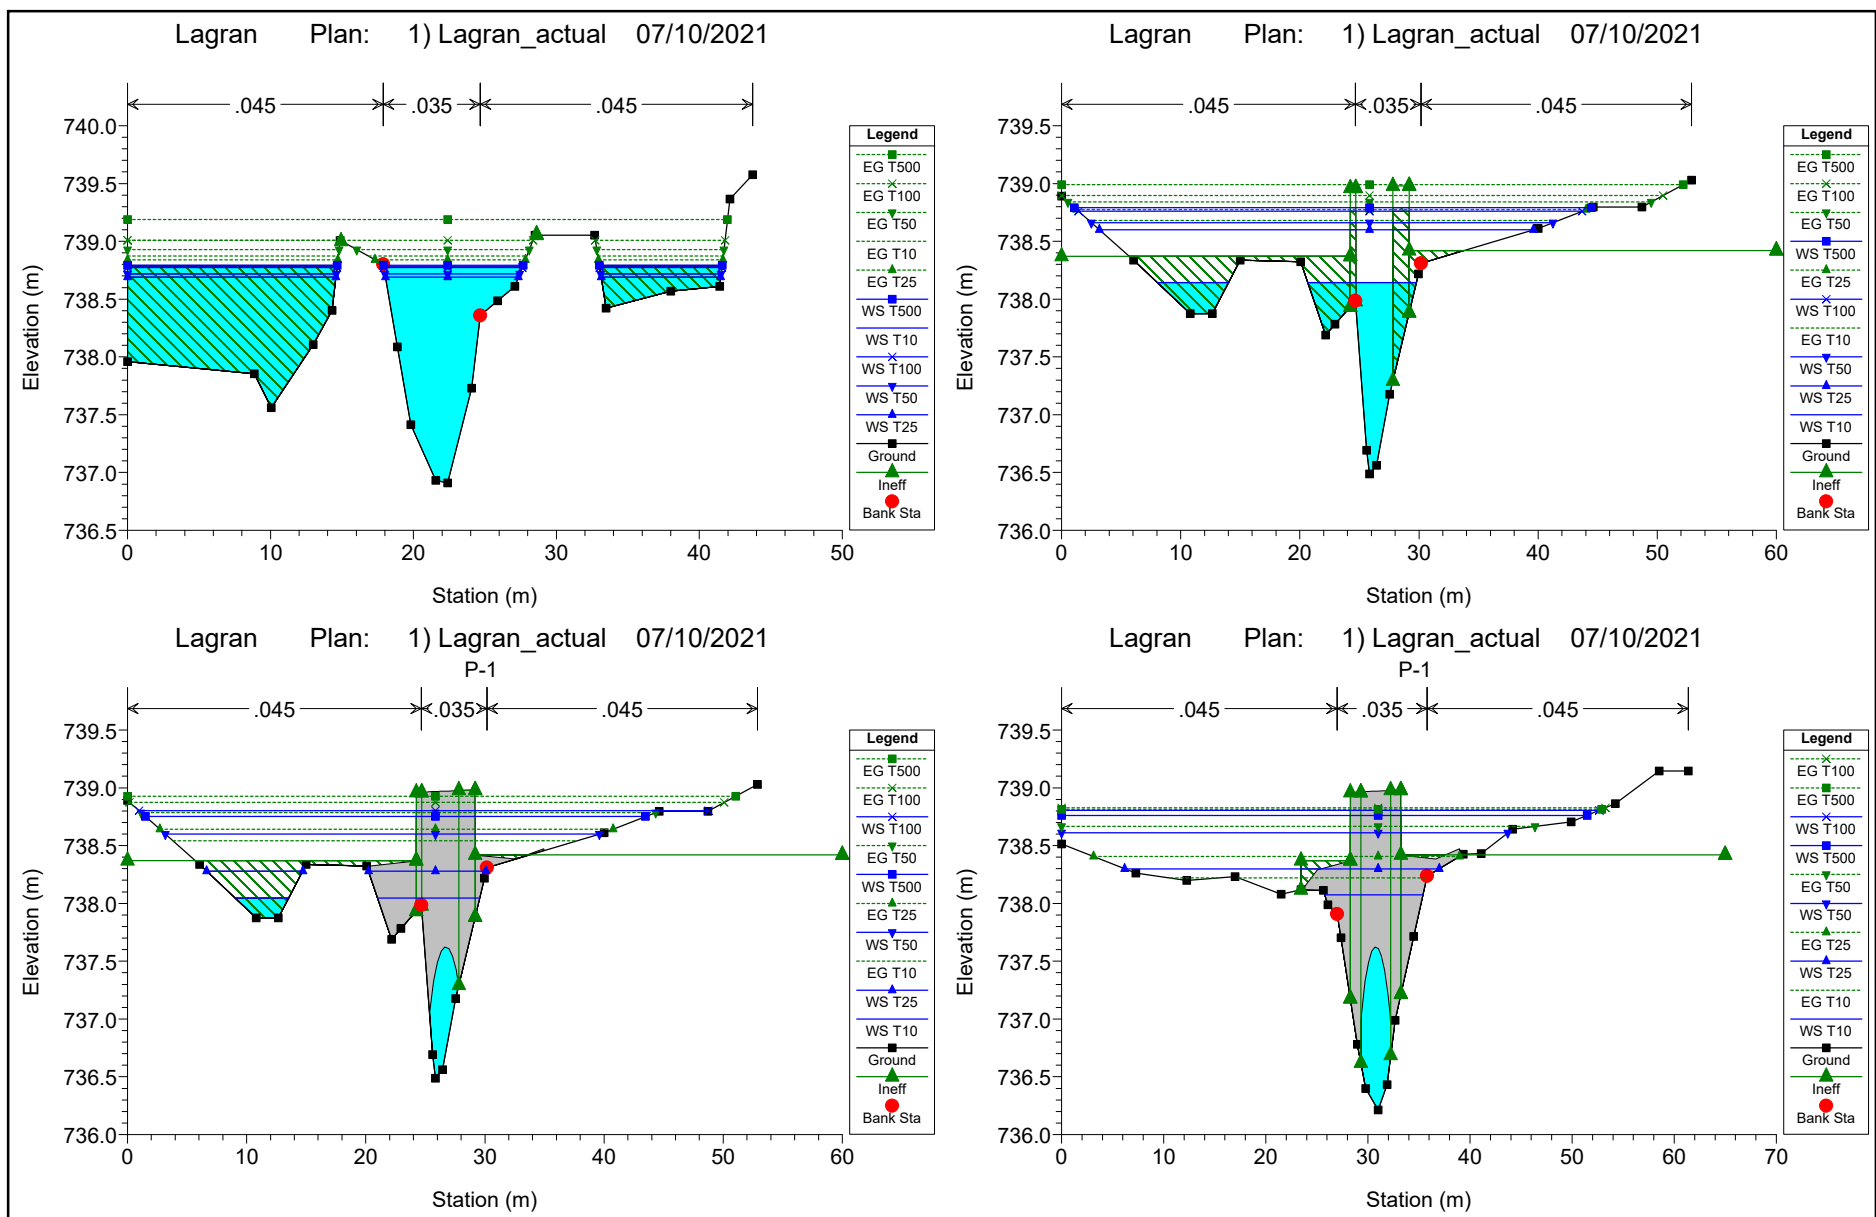 Lagran Plan: 1) Lagran_actual 07/10/2021
.045 .035 .045
740.0
739.5
739.0
738.5
738.0
737.5
737.0
736.5
Elevation (m)
0 10 20 30 40 50
Station (m)
Legend
EG T500
EG T100
EG T50
EG T10
EG T25
WS T500
WS T10
WS T100
WS T50
WS T25
Ground
Ineff
Bank Sta
Lagran Plan: 1) Lagran_actual 07/10/2021
.045 .035 .045
739.5
739.0
738.5
738.0
737.5
737.0
736.5
736.0
Elevation (m)
0 10 20 30 40 50 60
Station (m)
Legend
EG T500
EG T100
EG T50
WS T500
EG T25
WS T100
EG T10
WS T50
WS T25
WS T10
Ground
Ineff
Bank Sta
Lagran Plan: 1) Lagran_actual 07/10/2021
P-1
.045 .035 .045
739.5
739.0
738.5
738.0
737.5
737.0
736.5
736.0
Elevation (m)
0 10 20 30 40 50 60
Station (m)
Legend
EG T500
EG T100
WS T100
EG T50
WS T500
EG T25
WS T50
EG T10
WS T25
WS T10
Ground
Ineff
Bank Sta
Lagran Plan: 1) Lagran_actual 07/10/2021
P-1
.045 .035 .045
739.5
739.0
738.5
738.0
737.5
737.0
736.5
736.0
Elevation (m)
0 10 20 30 40 50 60 70
Station (m)
Legend
EG T100
EG T500
WS T100
WS T500
EG T50
WS T50
EG T25
WS T25
EG T10
WS T10
Ground
Ineff
Bank Sta